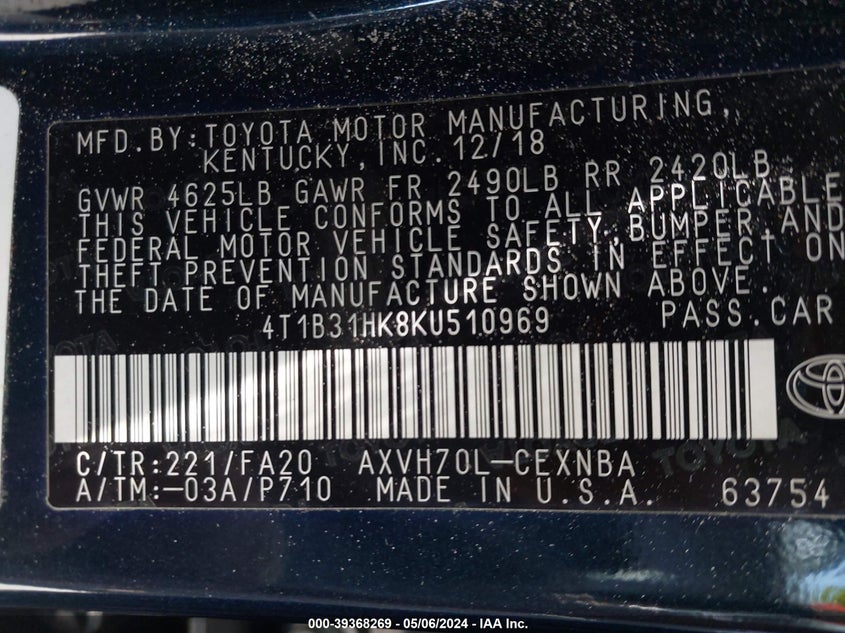 MFD.BY:TOYOTA MOTOR MANUFACTURING,
KENTUCKY,INC.12/18
GVWR 4625LB GAWR FR 2490LB RR 2420LB
THIS VEHICLE CONFORMS TO ALL APPLICABLE
FEDERAL MOTOR VEHICLE SAFETY,BUMPER,AND
THEFT PREVENTION STANDARDS IN EFFECT ON
THE DATE OF MANUFACTURE SHOWN ABOVE.
4T1B31HK8KU510969 PASS.CAR
C/TR:221/FA20 AXVH70L-CEXNBA
A/TM:-03A/P710 MADE IN U.S.A. 63754
000-39368269 - 05/06/2024 - IAA Inc.